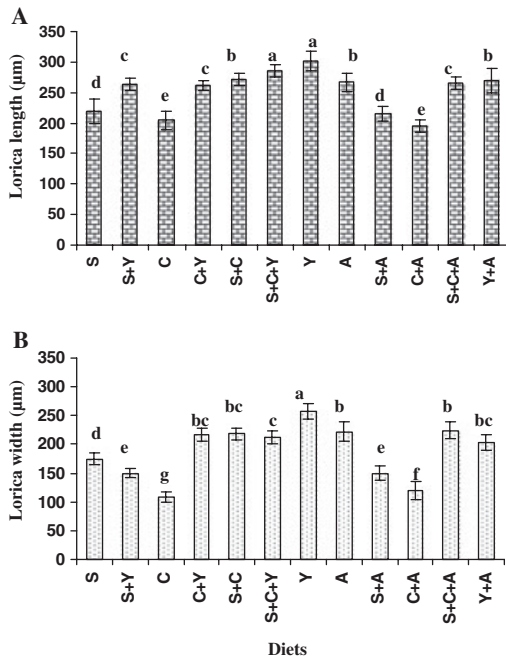 A
Lorica length (µm)
350
300
250
200
150
100
50
0
d
c
e
c
b
a
a
b
d
e
c
b
S
S+Y
C
C+Y
S+C
S+C+Y
Y
A
S+A
C+A
S+C+A
Y+A
B
Lorica width (µm)
350
300
250
200
150
100
50
0
d
e
g
bc
bc
c
a
b
e
f
b
bc
S
S+Y
C
C+Y
S+C
S+C+Y
Y
A
S+A
C+A
S+C+A
Y+A
Diets